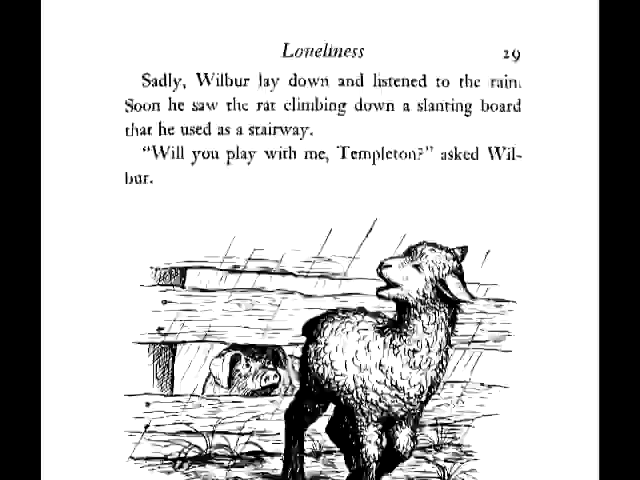 Loneliness 29
Sadly, Wilbur lay down and listened to the rain.
Soon he saw the rat climbing down a slanting board
that he used as a stairway.
"Will you play with me, Templeton?" asked Wil-
bur.